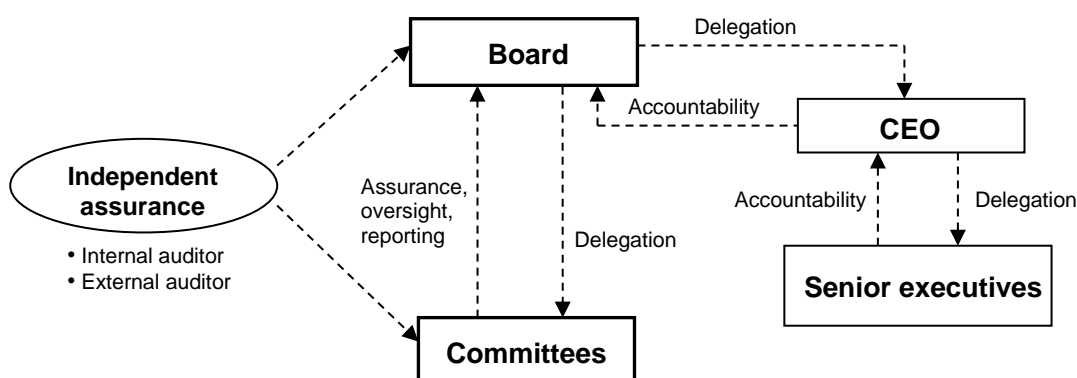 Delegation
Board
Accountability
CEO
Independent
assurance
Assurance,
oversight,
reporting
Accountability
Delegation
Delegation
• Internal auditor
• External auditor
Senior executives
Committees